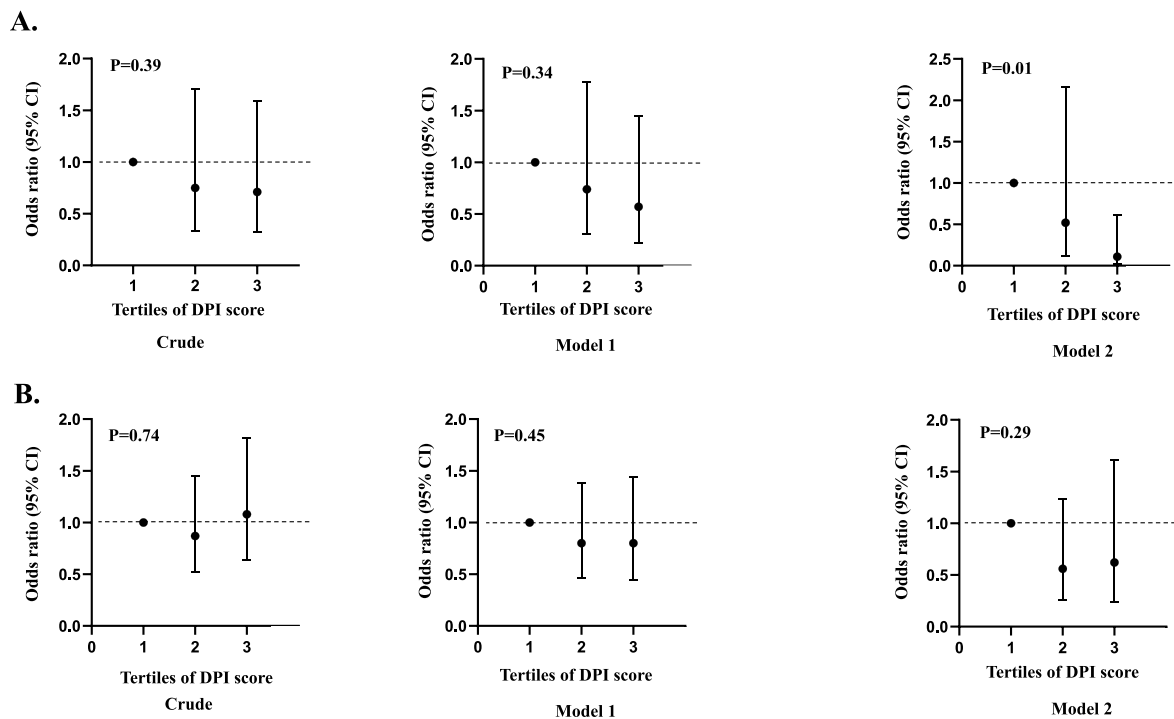 A.
P=0.39
Odds ratio (95% CI)
2.0
1.5
1.0
0.5
0.0
1 2 3
Tertiles of DPI score
Crude
P=0.34
Odds ratio (95% CI)
2.0
1.5
1.0
0.5
0.0
0 1 2 3
Tertiles of DPI score
Model 1
P=0.01
Odds ratio (95% CI)
2.5
2.0
1.5
1.0
0.5
0.0
0 1 2 3
Tertiles of DPI score
Model 2
B.
P=0.74
Odds ratio (95% CI)
2.0
1.5
1.0
0.5
0.0
0 1 2 3
Tertiles of DPI score
Crude
P=0.45
Odds ratio (95% CI)
2.0
1.5
1.0
0.5
0.0
0 1 2 3
Tertiles of DPI score
Model 1
P=0.29
Odds ratio (95% CI)
2.0
1.5
1.0
0.5
0.0
0 1 2 3
Tertiles of DPI score
Model 2